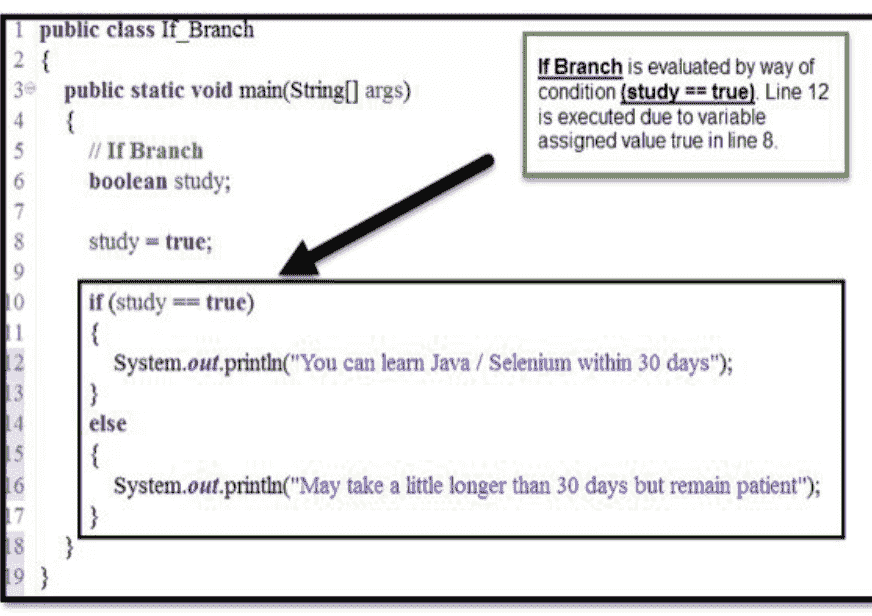 1 public class If_Branch
2 {
3 public static void main(String[] args)
4 {
5 // If Branch
6 boolean study;
7
8 study = true;
9
10 if (study == true)
11 {
12 System.out.println("You can learn Java / Selenium within 30 days");
13 }
14 else
15 {
16 System.out.println("May take a little longer than 30 days but remain patient");
17 }
18 }
19 }
If Branch is evaluated by way of
condition (study == true). Line 12
is executed due to variable
assigned value true in line 8.